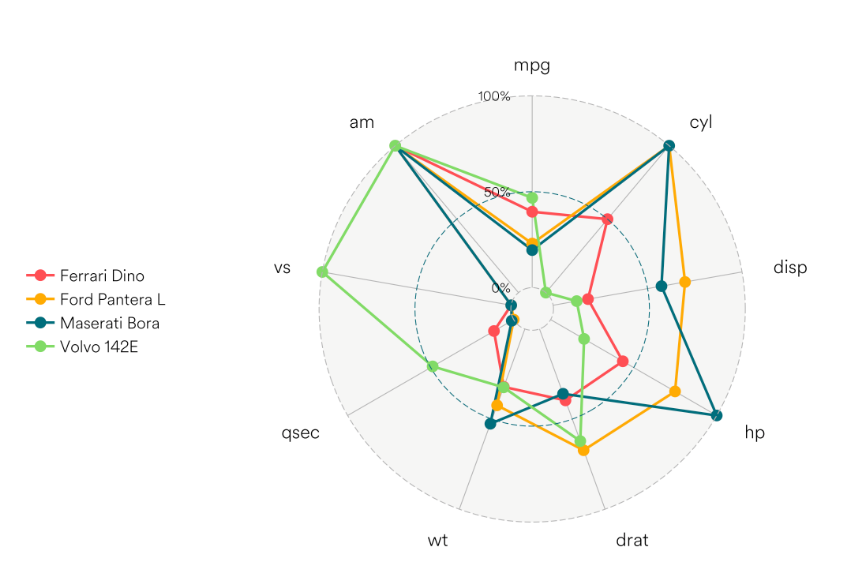 mpg
100%
am
cyl
50%
vs
disp
Ferrari Dino
0%
Ford Pantera L
Maserati Bora
Volvo 142E
qsec
hp
wt
drat